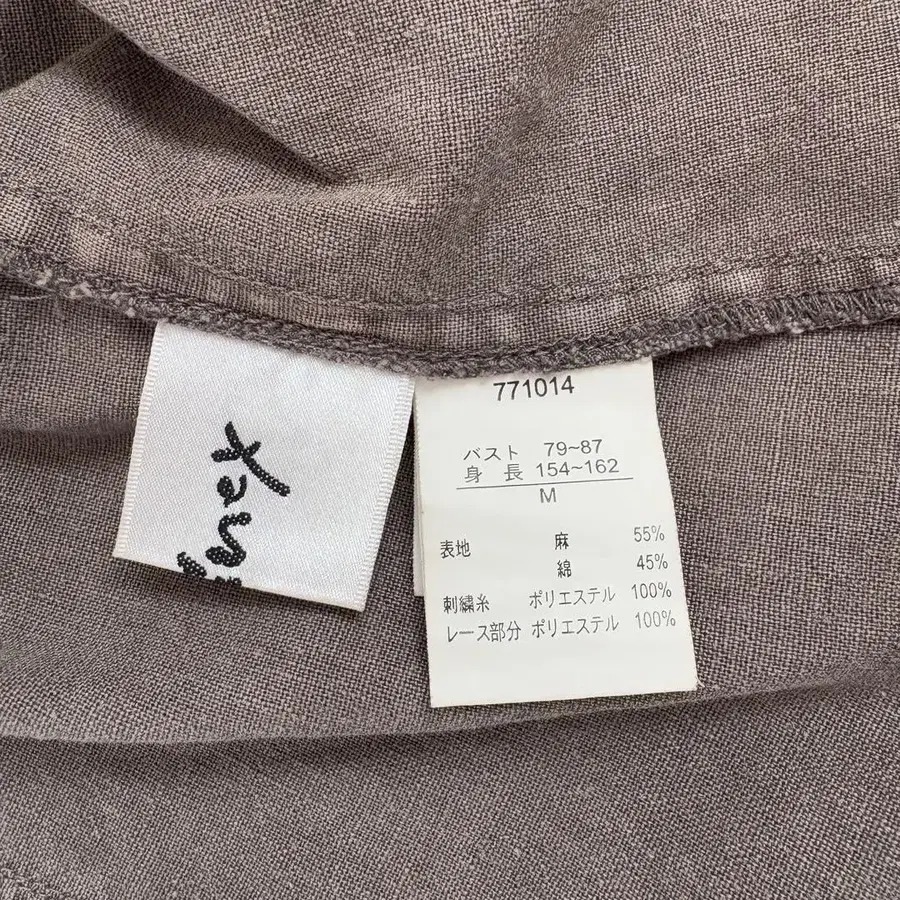 771014
バスト 79~87
身長 154~162
M
表地 麻 55%
綿 45%
刺繍糸 ポリエステル 100%
レース部分 ポリエステル 100%